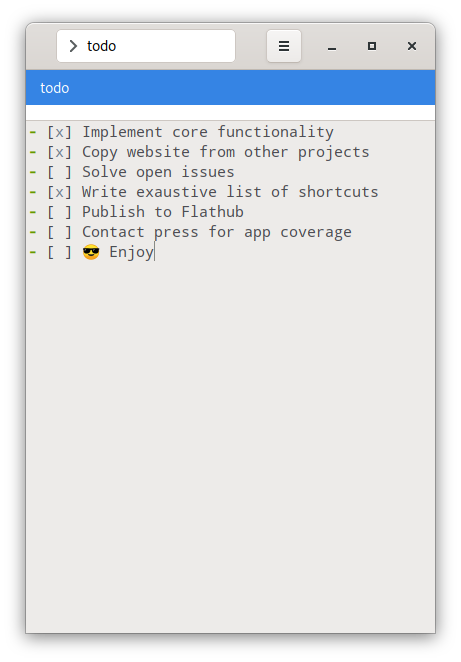 todo
todo
- [x] Implement core functionality
- [x] Copy website from other projects
- [ ] Solve open issues
- [x] Write exaustive list of shortcuts
- [ ] Publish to Flathub
- [ ] Contact press for app coverage
- [ ] 😎 Enjoy